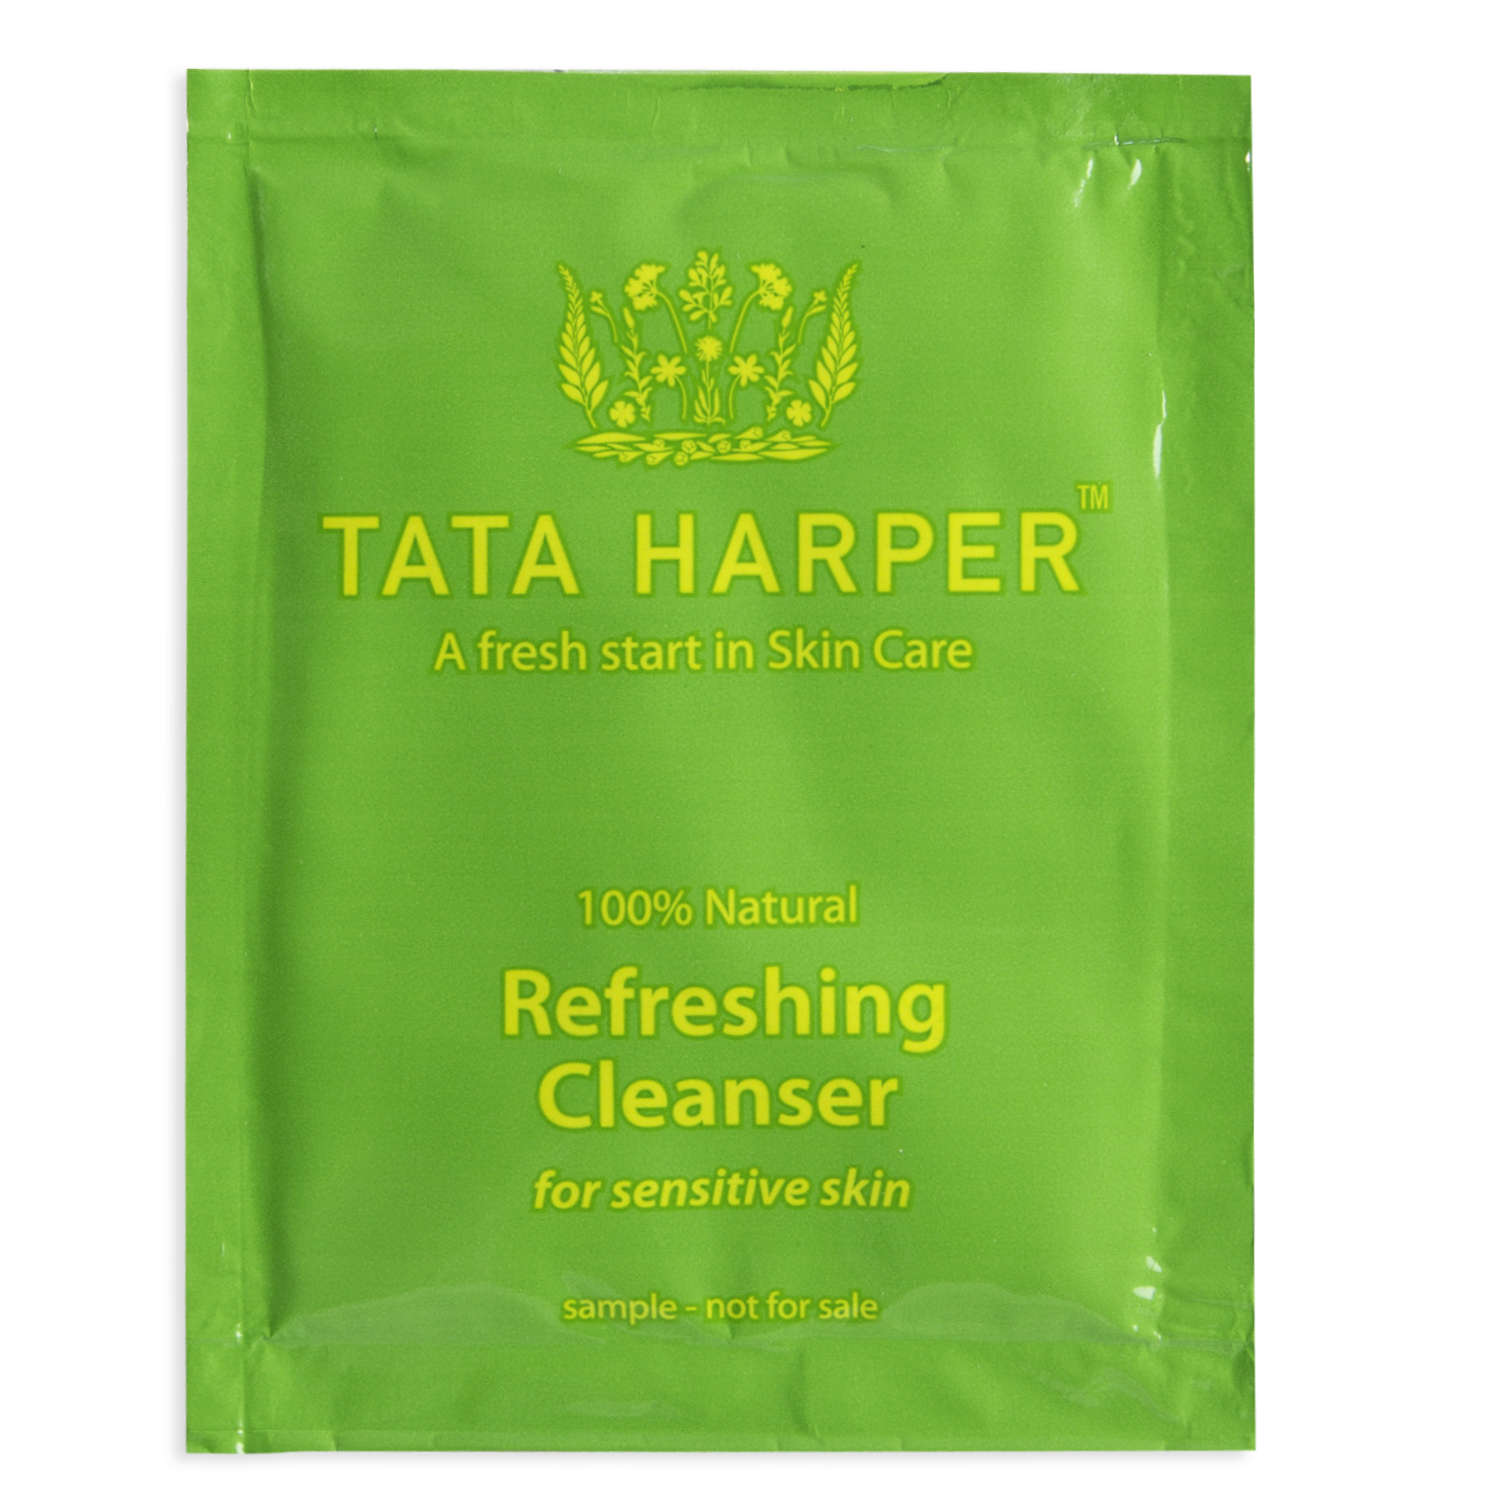 TATA HARPER™
A fresh start in Skin Care
100% Natural
Refreshing
Cleanser
for sensitive skin
sample - not for sale